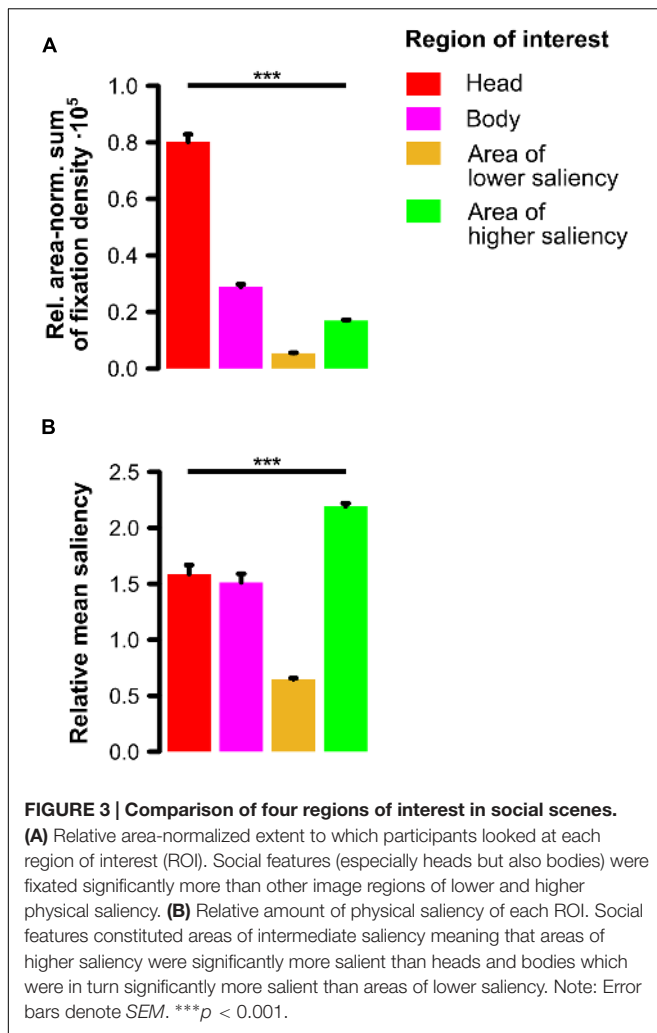 A
Region of interest
Head
Body
Area of
lower saliency
Area of
higher saliency
***
Rel. area-norm. sum
of fixation density ·10⁵
1.0
0.8
0.6
0.4
0.2
0.0
B
***
Relative mean saliency
2.5
2.0
1.5
1.0
0.5
0.0
FIGURE 3 | Comparison of four regions of interest in social scenes.
(A) Relative area-normalized extent to which participants looked at each
region of interest (ROI). Social features (especially heads but also bodies) were
fixated significantly more than other image regions of lower and higher
physical saliency. (B) Relative amount of physical saliency of each ROI. Social
features constituted areas of intermediate saliency meaning that areas of
higher saliency were significantly more salient than heads and bodies which
were in turn significantly more salient than areas of lower saliency. Note: Error
bars denote SEM. ***p < 0.001.